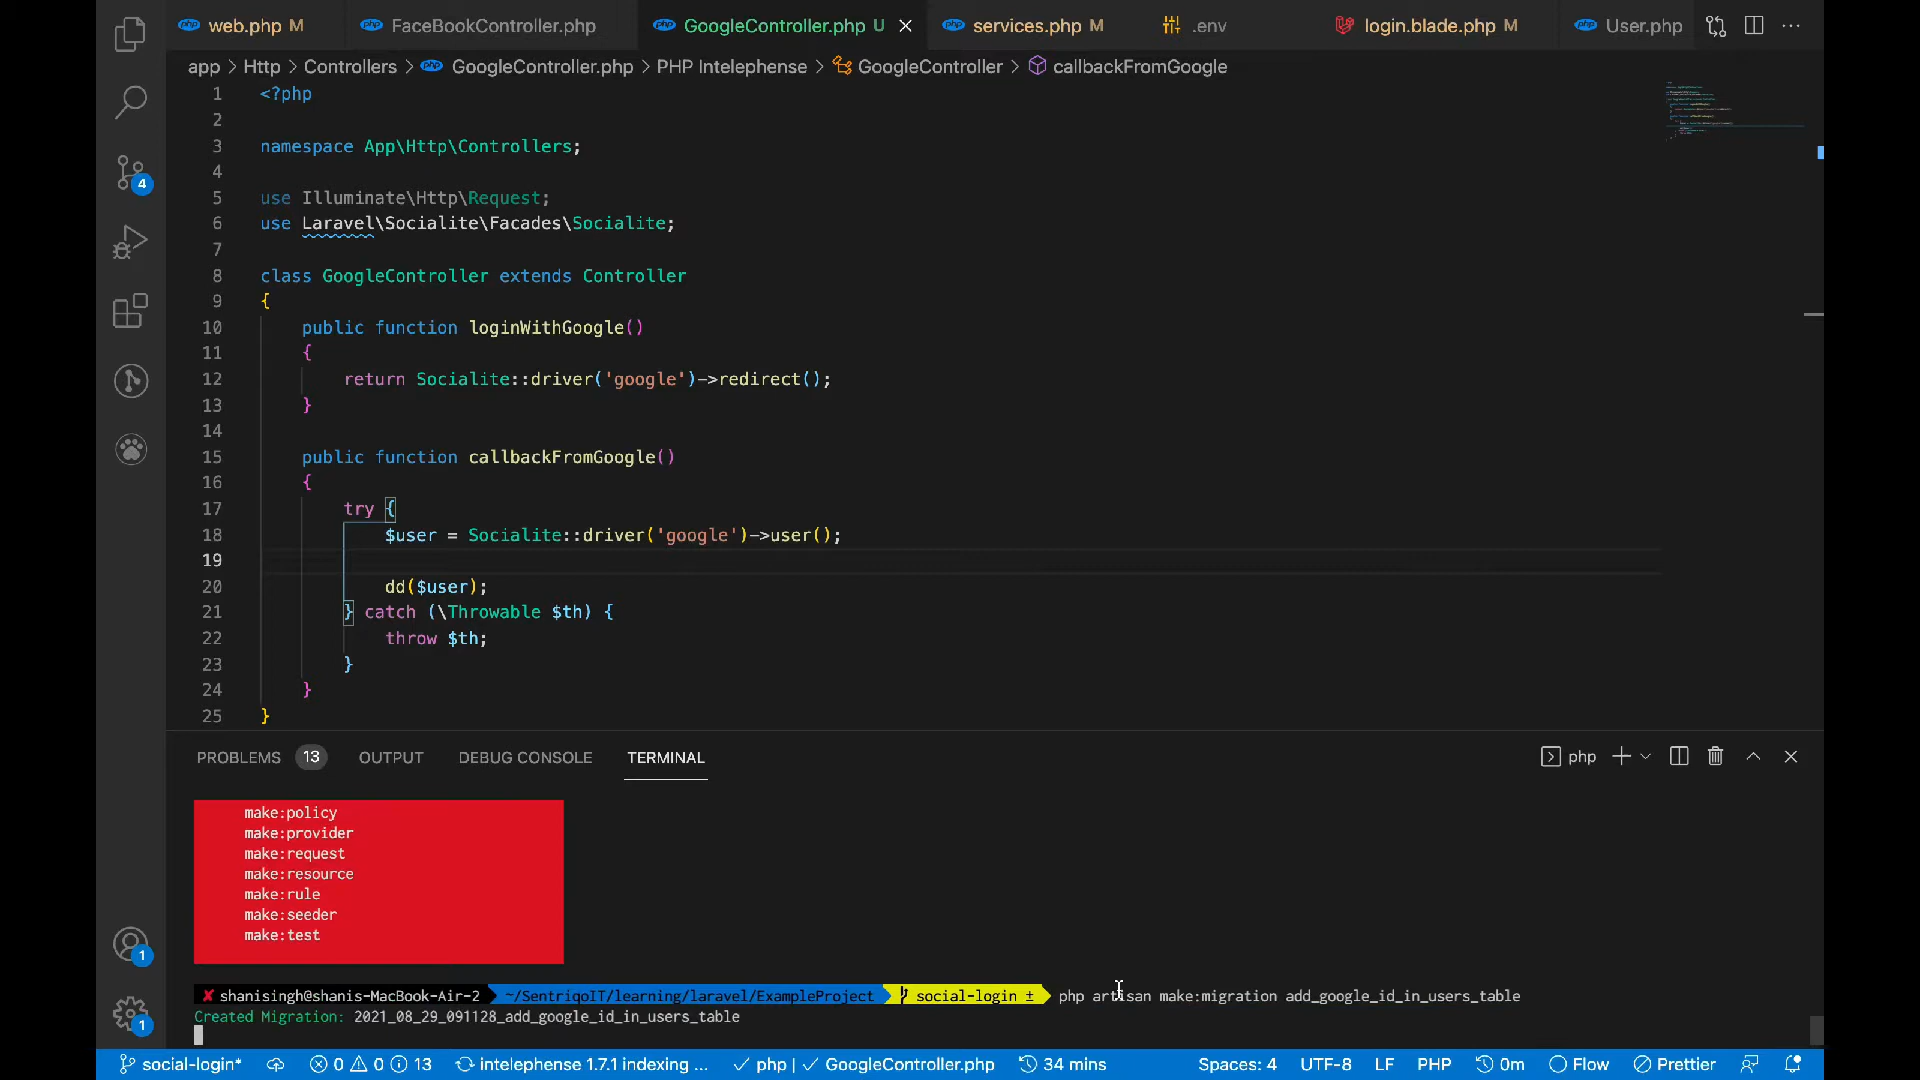 web.php M FaceBookController.php GoogleController.php U services.php M .env login.blade.php M User.php
app > Http > Controllers > GoogleController.php > PHP Intelephense > GoogleController > callbackFromGoogle
1 <?php
2
3 namespace App\Http\Controllers;
4
5 use Illuminate\Http\Request;
6 use Laravel\Socialite\Facades\Socialite;
7
8 class GoogleController extends Controller
9 {
10 public function loginWithGoogle()
11 {
12 return Socialite::driver('google')->redirect();
13 }
14
15 public function callbackFromGoogle()
16 {
17 try {
18 $user = Socialite::driver('google')->user();
19
20 dd($user);
21 } catch (\Throwable $th) {
22 throw $th;
23 }
24 }
25 }
4
PROBLEMS 13 OUTPUT DEBUG CONSOLE TERMINAL php
make:policy
make:provider
make:request
make:resource
make:rule
make:seeder
make:test
1
✘ shanisingh@shanis-MacBook-Air-2 ~/SentriqoIT/learning/laravel/ExampleProject social-login ± php artisan make:migration add_google_id_in_users_table
Created Migration: 2021_08_29_091128_add_google_id_in_users_table
1
social-login* 0 0 13 intelephense 1.7.1 indexing ... php | GoogleController.php 34 mins Spaces: 4 UTF-8 LF PHP 0m Flow Prettier